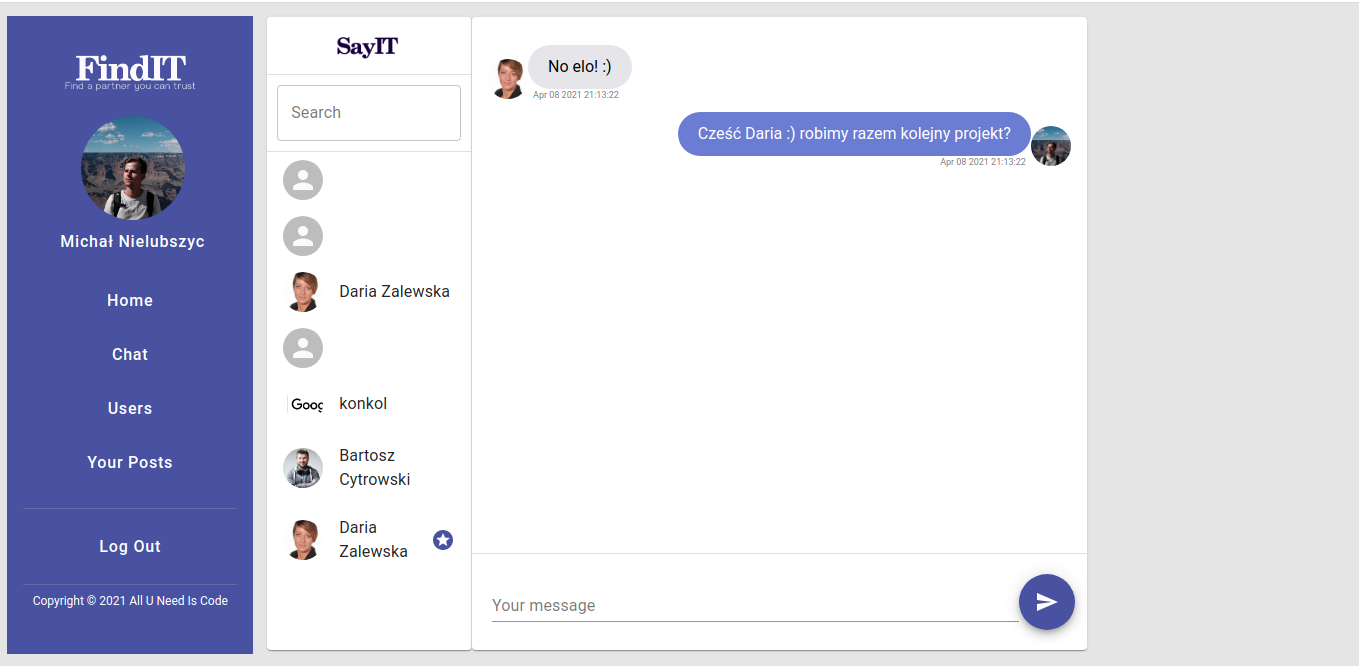 FindIT
Find a partner you can trust
Michał Nielubszyc
Home
Chat
Users
Your Posts
Log Out
Copyright © 2021 All U Need Is Code
SayIT
Search
Daria Zalewska
Goog
konkol
Bartosz
Cytrowski
Daria
Zalewska
No elo! :)
Apr 08 2021 21:13:22
Cześć Daria :) robimy razem kolejny projekt?
Apr 08 2021 21:13:22
Your message